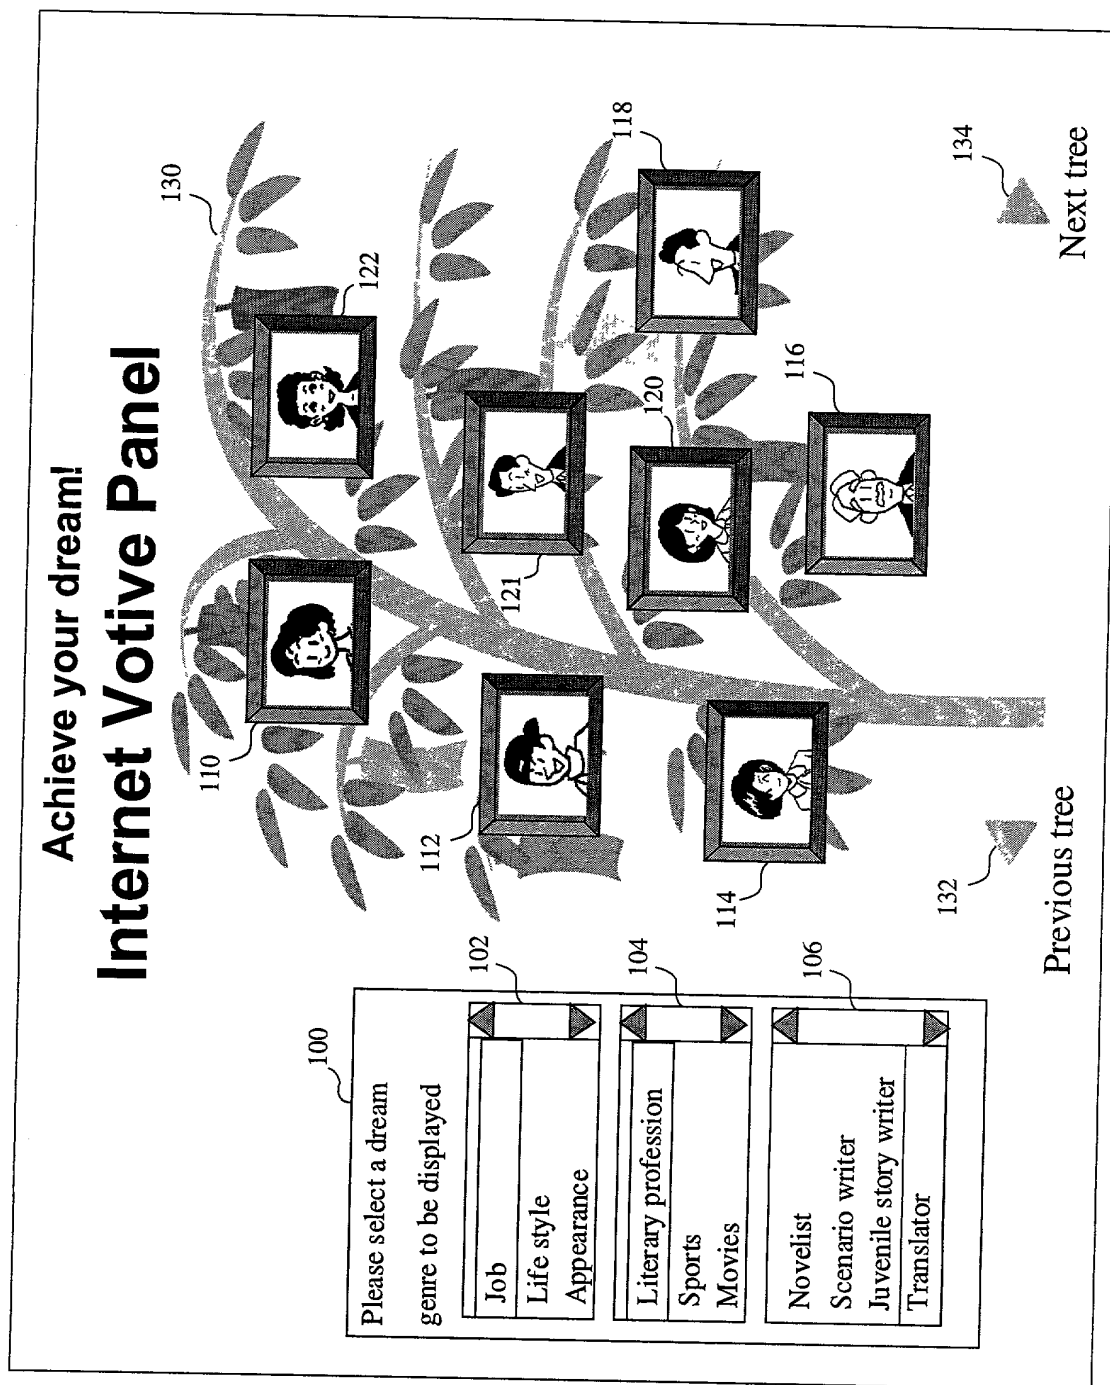 Achieve your dream!
Internet Votive Panel
100
Please select a dream
genre to be displayed
102
Job
Life style
Appearance
104
Literary profession
Sports
Movies
106
Novelist
Scenario writer
Juvenile story writer
Translator
110
112
114
130
122
121
120
118
116
132
Previous tree
134
Next tree